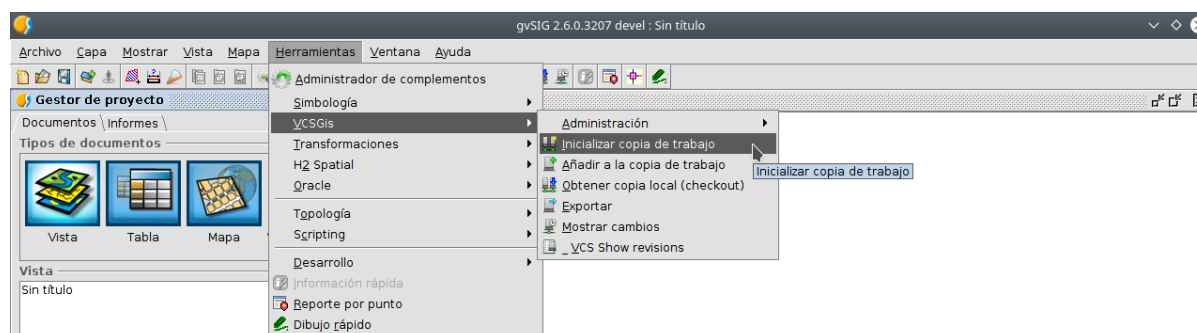 gvSIG 2.6.0.3207 devel : Sin título
Archivo Capa Mostrar Vista Mapa Herramientas Ventana Ayuda
Gestor de proyecto
Documentos Informes
Tipos de documentos
Vista Tabla Mapa
Vista
Sin título
Administrador de complementos
Simbología
VCSGis
Transformaciones
H2 Spatial
Oracle
Topología
Scripting
Desarrollo
Información rápida
Reporte por punto
Dibujo rápido
Administración
Inicializar copia de trabajo
Añadir a la copia de trabajo
Obtener copia local (checkout)
Exportar
Mostrar cambios
_ VCS Show revisions
Inicializar copia de trabajo